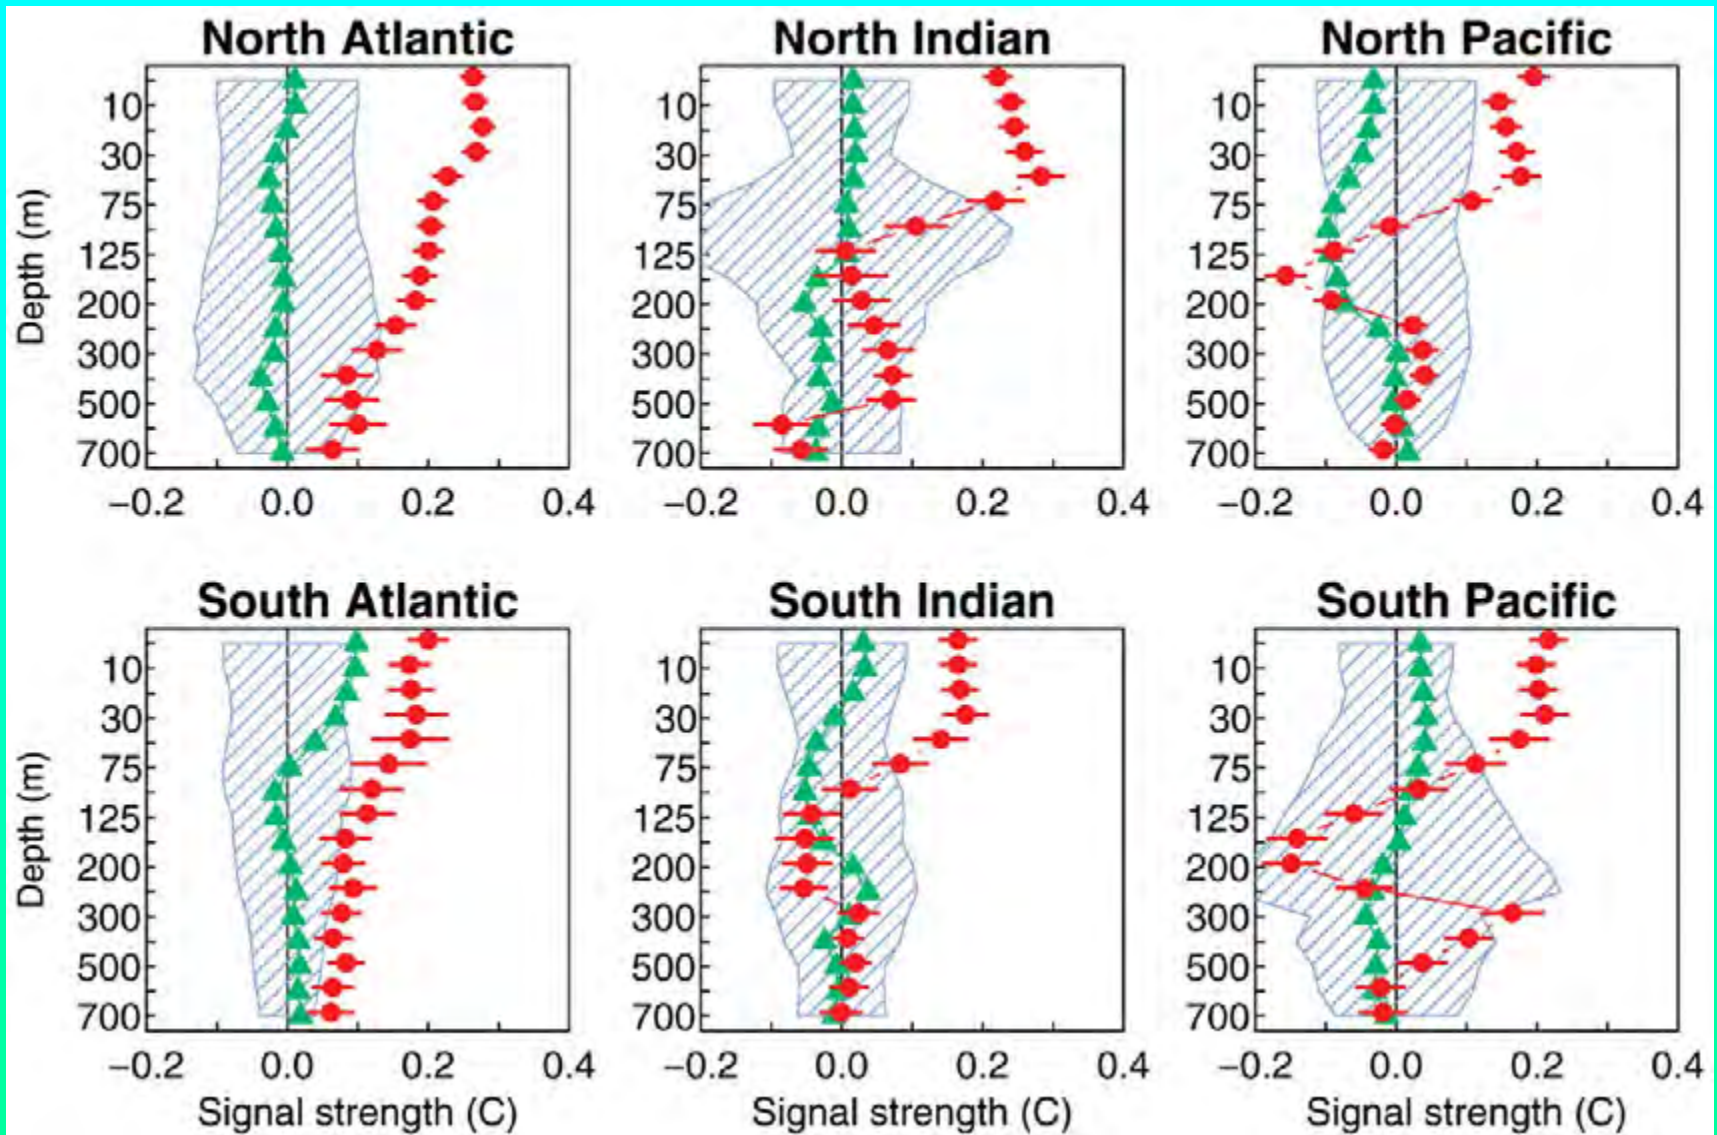 North Atlantic
North Indian
North Pacific
Depth (m)
10
30
75
125
200
300
500
700
10
30
75
125
200
300
500
700
10
30
75
125
200
300
500
700
−0.2 0.0 0.2 0.4
−0.2 0.0 0.2 0.4
−0.2 0.0 0.2 0.4
South Atlantic
South Indian
South Pacific
Depth (m)
10
30
75
125
200
300
500
700
10
30
75
125
200
300
500
700
10
30
75
125
200
300
500
700
−0.2 0.0 0.2 0.4
−0.2 0.0 0.2 0.4
−0.2 0.0 0.2 0.4
Signal strength (C)
Signal strength (C)
Signal strength (C)